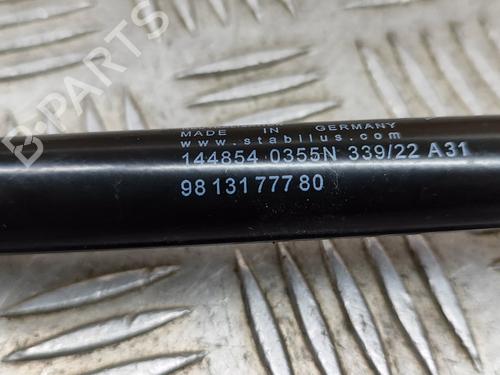 MADE IN GERMANY
www.stabilus.com
144854 0355N 339/22 A31
98 131 777 80
B-PARTS